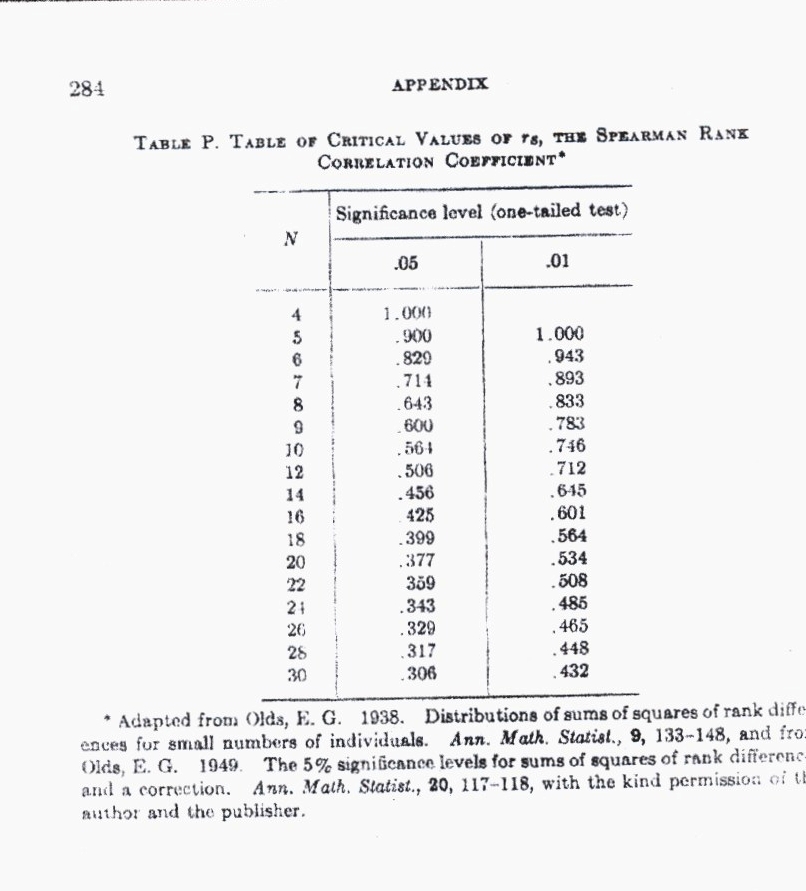 284 APPENDIX
TABLE P. TABLE OF CRITICAL VALUES OF rs, THE SPEARMAN RANK
CORRELATION COEFFICIENT*
Significance level (one-tailed test)
N
.05 .01
4 1.000
5 .900 1.000
6 .829 .943
7 .714 .893
8 .643 .833
9 .600 .783
10 .564 .746
12 .506 .712
14 .456 .645
16 425 .601
18 .399 .564
20 .377 .534
22 359 .508
24 .343 .485
26 .329 .465
28 .317 .448
30 .306 .432
* Adapted from Olds, E. G. 1938. Distributions of sums of squares of rank diffe
ences for small numbers of individuals. Ann. Math. Statist., 9, 133-148, and fro
Olds, E. G. 1949. The 5% significance levels for sums of squares of rank differenc
and a correction. Ann. Math. Statist., 20, 117-118, with the kind permission of th
author and the publisher.